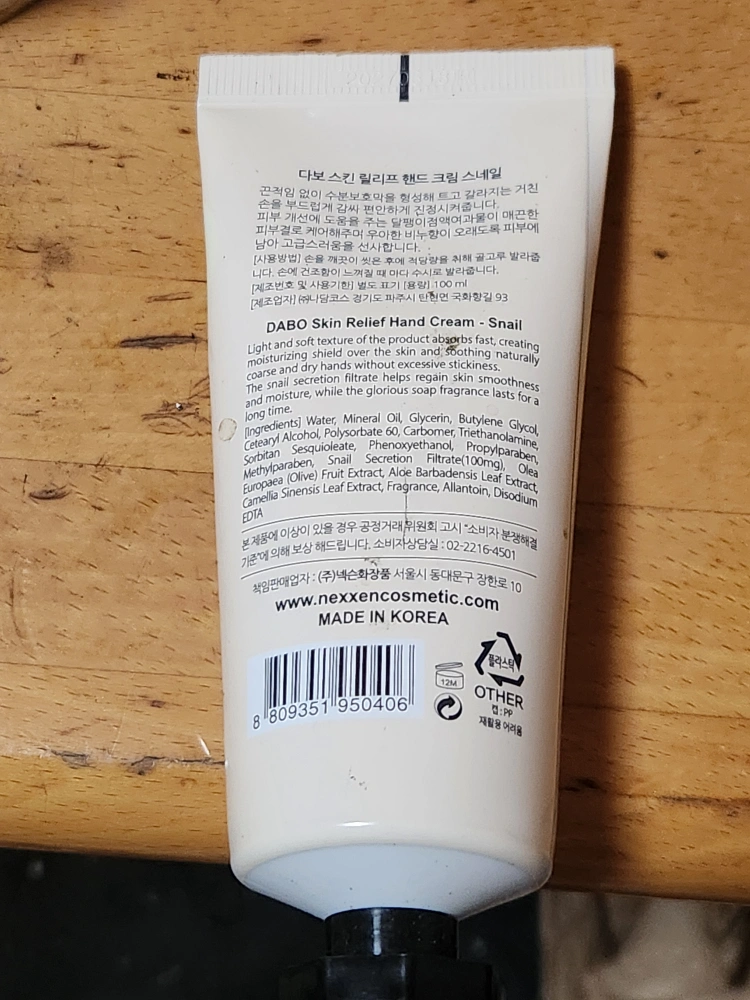 다보 스킨 릴리프 핸드 크림 스네일
끈적임 없이 수분보호막을 형성해 트고 갈라지는 거친
손을 부드럽게 감싸 편안하게 진정시켜줍니다.
피부 개선에 도움을 주는 달팽이점액여과물이 매끈한
피부결로 케어해주며 우아한 비누향이 오래도록 피부에
남아 고급스러움을 선사합니다.
[사용방법] 손을 깨끗이 씻은 후에 적당량을 취해 골고루 발라줍
니다. 손에 건조함이 느껴질 때 마다 수시로 발라줍니다.
[제조번호 및 사용기한] 별도 표기 [용량] 100 ml
[제조업자] ㈜나담코스 경기도 파주시 탄현면 국화향길 93
DABO Skin Relief Hand Cream - Snail
Light and soft texture of the product absorbs fast, creating
moisturizing shield over the skin and soothing naturally
coarse and dry hands without excessive stickiness.
The snail secretion filtrate helps regain skin smoothness
and moisture, while the glorious soap fragrance lasts for a
long time.
[Ingredients] Water, Mineral Oil, Glycerin, Butylene Glycol,
Cetearyl Alcohol, Polysorbate 60, Carbomer, Triethanolamine,
Sorbitan Sesquioleate, Phenoxyethanol, Propylparaben,
Methylparaben, Snail Secretion Filtrate(100mg), Olea
Europaea (Olive) Fruit Extract, Aloe Barbadensis Leaf Extract,
Camellia Sinensis Leaf Extract, Fragrance, Allantoin, Disodium
EDTA
본 제품에 이상이 있을 경우 공정거래위원회 고시 "소비자 분쟁해결
기준"에 의해 보상 해드립니다. 소비자상담실 : 02-2216-4501
책임판매업자 : (주)넥슨화장품 서울시 동대문구 장한로 10
www.nexxencosmetic.com
MADE IN KOREA
8 809351 950406
12M
플라스틱
OTHER
캡 : PP
재활용 어려움